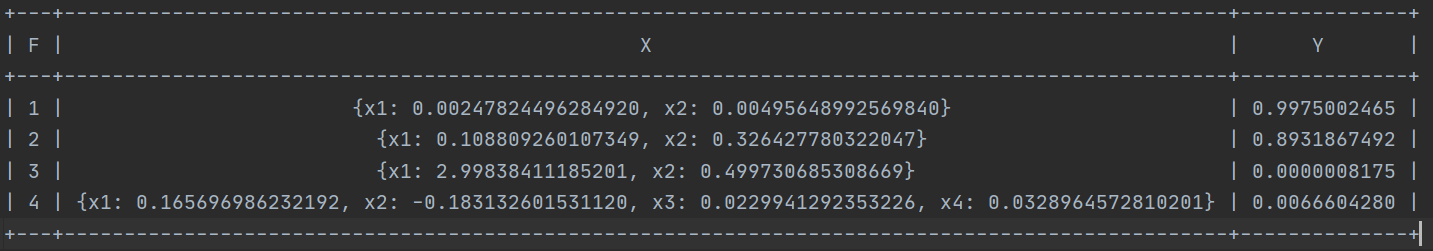 +---+-------------------------------------------------------------------------------------------------+--------------+
| F | X | Y |
+---+-------------------------------------------------------------------------------------------------+--------------+
| 1 | {x1: 0.00247824496284920, x2: 0.00495648992569840} | 0.9975002465 |
| 2 | {x1: 0.108809260107349, x2: 0.326427780322047} | 0.8931867492 |
| 3 | {x1: 2.99838411185201, x2: 0.499730685308669} | 0.0000008175 |
| 4 | {x1: 0.165696986232192, x2: -0.183132601531120, x3: 0.0229941292353226, x4: 0.0328964572810201} | 0.0066604280 |
+---+-------------------------------------------------------------------------------------------------+--------------+